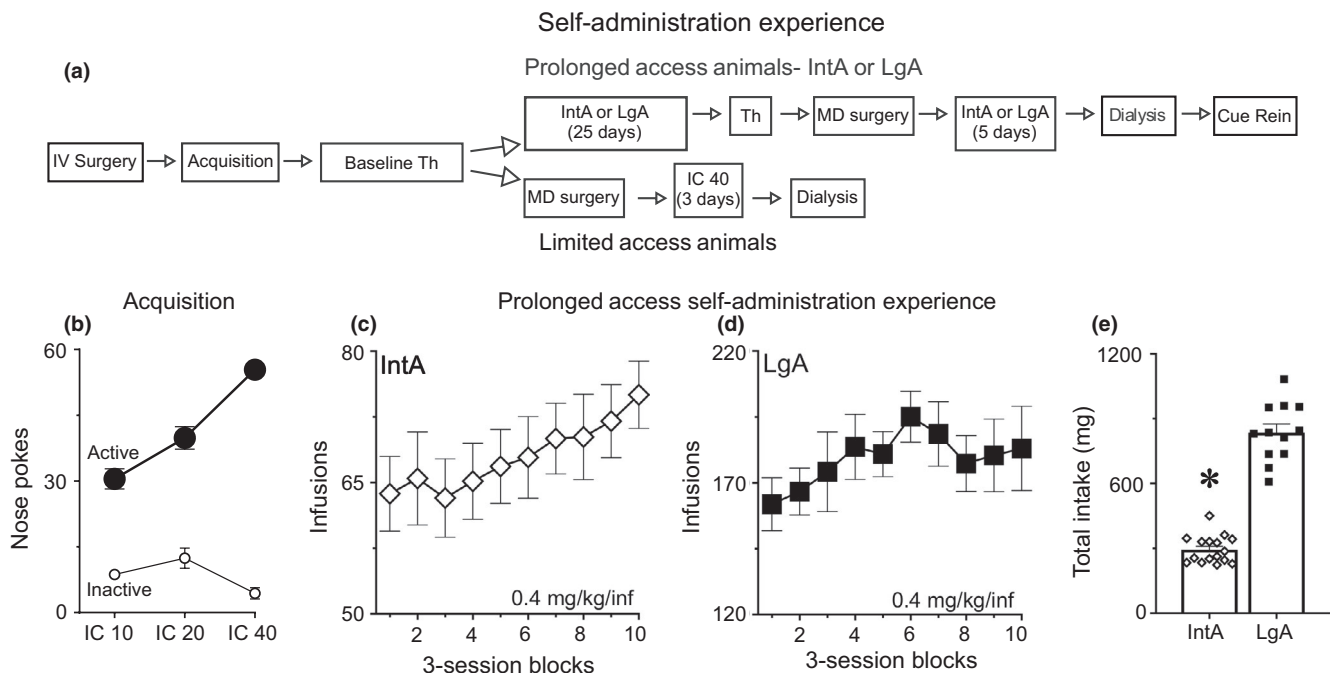 Self-administration experience
(a)
Prolonged access animals- IntA or LgA
IV Surgery
Acquisition
Baseline Th
IntA or LgA
(25 days)
Th
MD surgery
IntA or LgA
(5 days)
Dialysis
Cue Rein
MD surgery
IC 40
(3 days)
Dialysis
Limited access animals
Acquisition
(b)
Nose pokes
60
30
0
Active
Inactive
IC 10 IC 20 IC 40
Prolonged access self-administration experience
(c)
IntA
Infusions
80
65
50
0.4 mg/kg/inf
2 4 6 8 10
3-session blocks
(d)
LgA
Infusions
220
170
120
0.4 mg/kg/inf
2 4 6 8 10
3-session blocks
(e)
Total intake (mg)
1200
600
0
*
IntA LgA